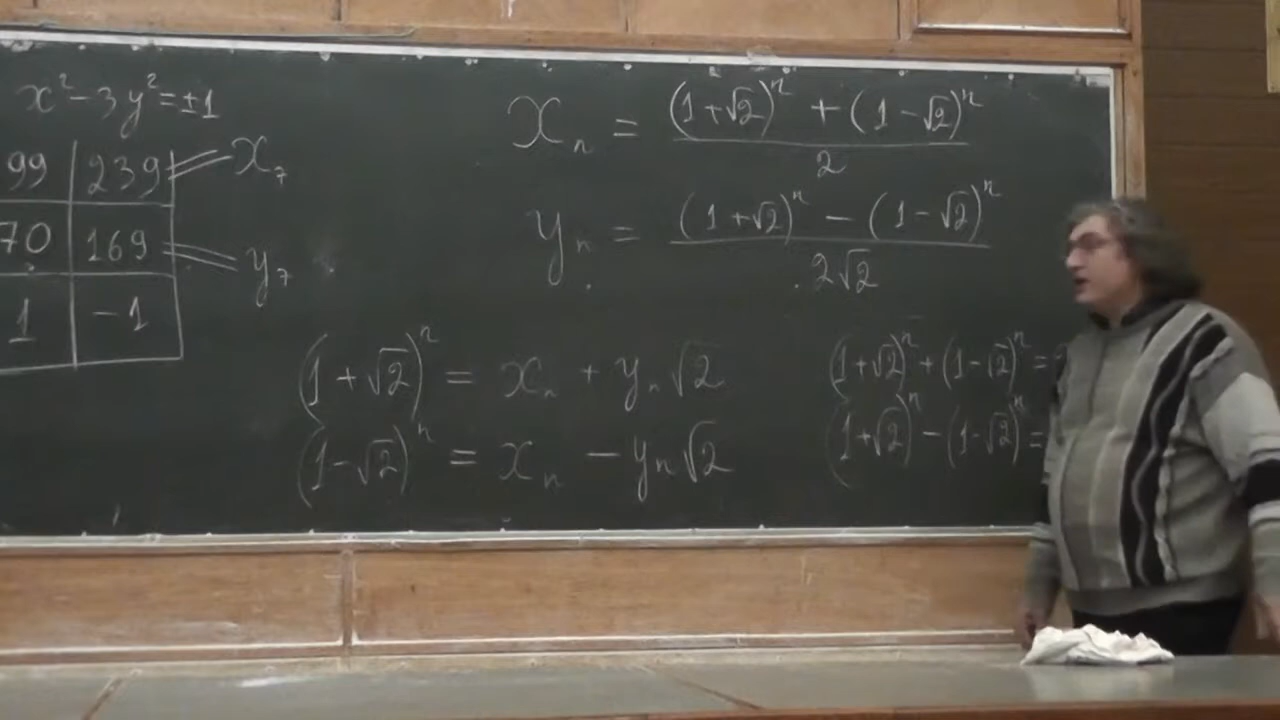 x² - 3y² = ±1
99 239 x₇
70 169 y₇
1 -1
xₙ = ((1+√2)ⁿ + (1-√2)ⁿ) / 2
yₙ = ((1+√2)ⁿ - (1-√2)ⁿ) / 2√2
(1+√2)ⁿ = xₙ + yₙ√2
(1-√2)ⁿ = xₙ - yₙ√2
(1+√2)ⁿ + (1-√2)ⁿ =
(1+√2)ⁿ - (1-√2)ⁿ =